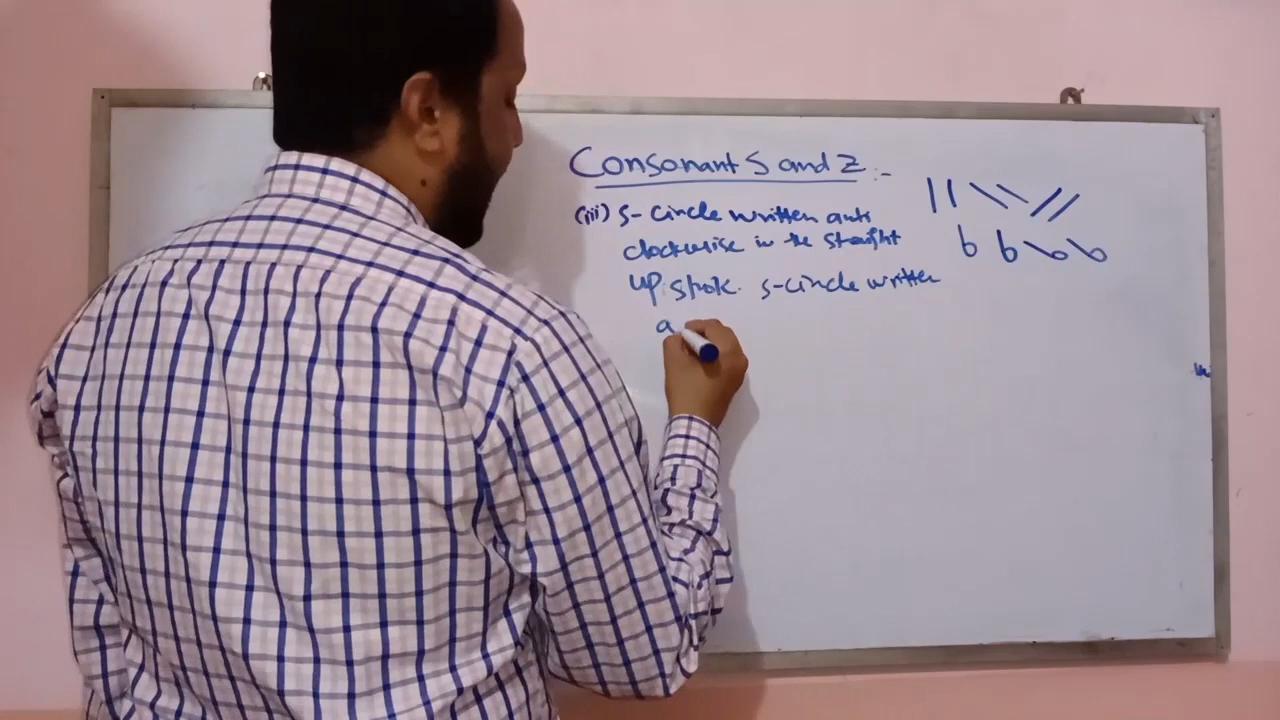 Consonant S and Z :-
(iii) S-Circle written anti
clockwise in the straight
up stroke. S-circle written
a